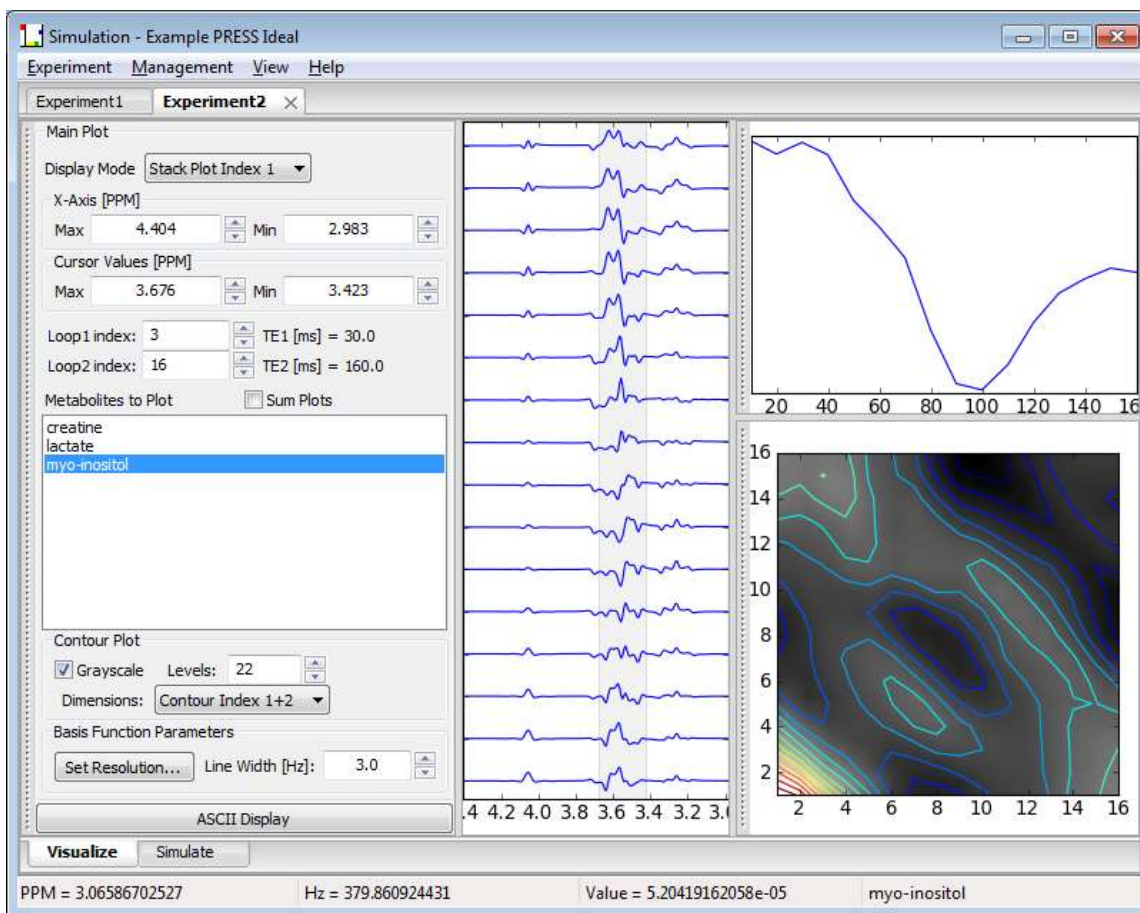 Simulation - Example PRESS Ideal
Experiment Management View Help
Experiment1 Experiment2
Main Plot
Display Mode Stack Plot Index 1
X-Axis [PPM]
Max 4.404 Min 2.983
Cursor Values [PPM]
Max 3.676 Min 3.423
Loop1 index: 3 TE1 [ms] = 30.0
Loop2 index: 16 TE2 [ms] = 160.0
Metabolites to Plot Sum Plots
creatine
lactate
myo-inositol
Contour Plot
Grayscale Levels: 22
Dimensions: Contour Index 1+2
Basis Function Parameters
Set Resolution... Line Width [Hz]: 3.0
ASCII Display
.4 4.2 4.0 3.8 3.6 3.4 3.2 3.0
20 40 60 80 100 120 140 160
16
14
12
10
8
6
4
2
2 4 6 8 10 12 14 16
Visualize Simulate
PPM = 3.06586702527 Hz = 379.860924431 Value = 5.20419162058e-05 myo-inositol